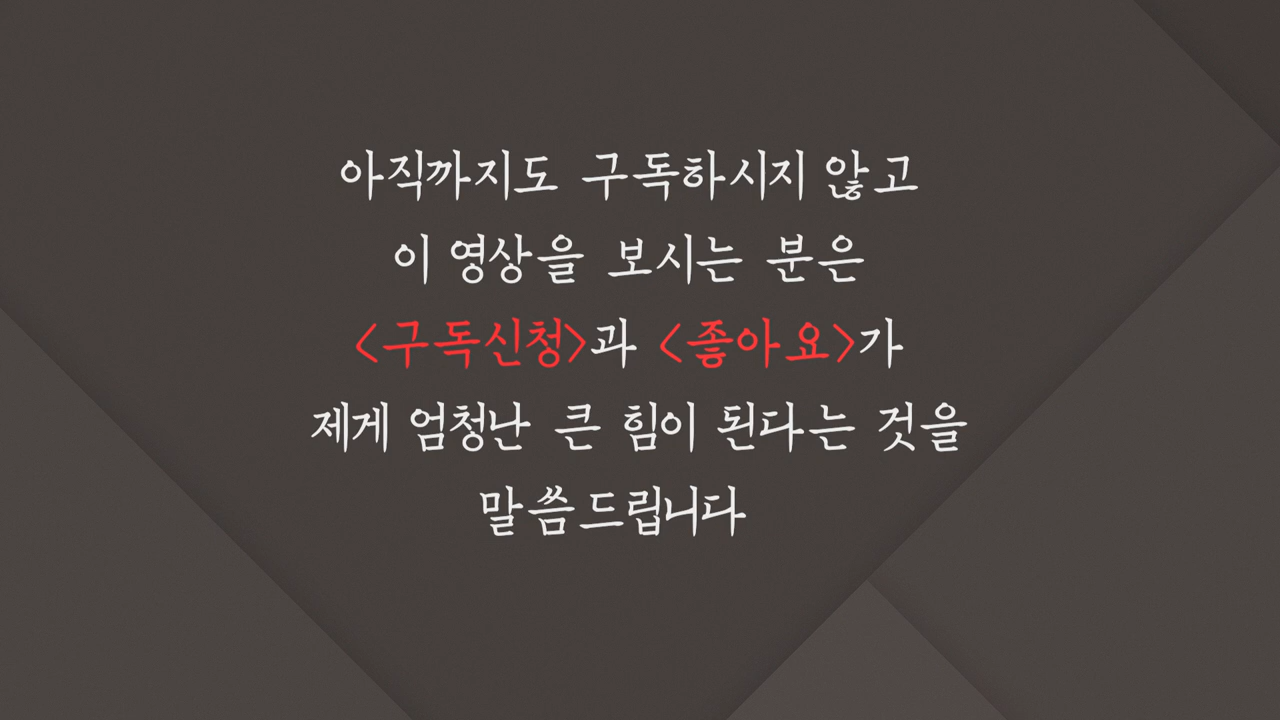 아직까지도 구독하시지 않고
이 영상을 보시는 분은
<구독신청>과 <좋아요>가
제게 엄청난 큰 힘이 된다는 것을
말씀드립니다